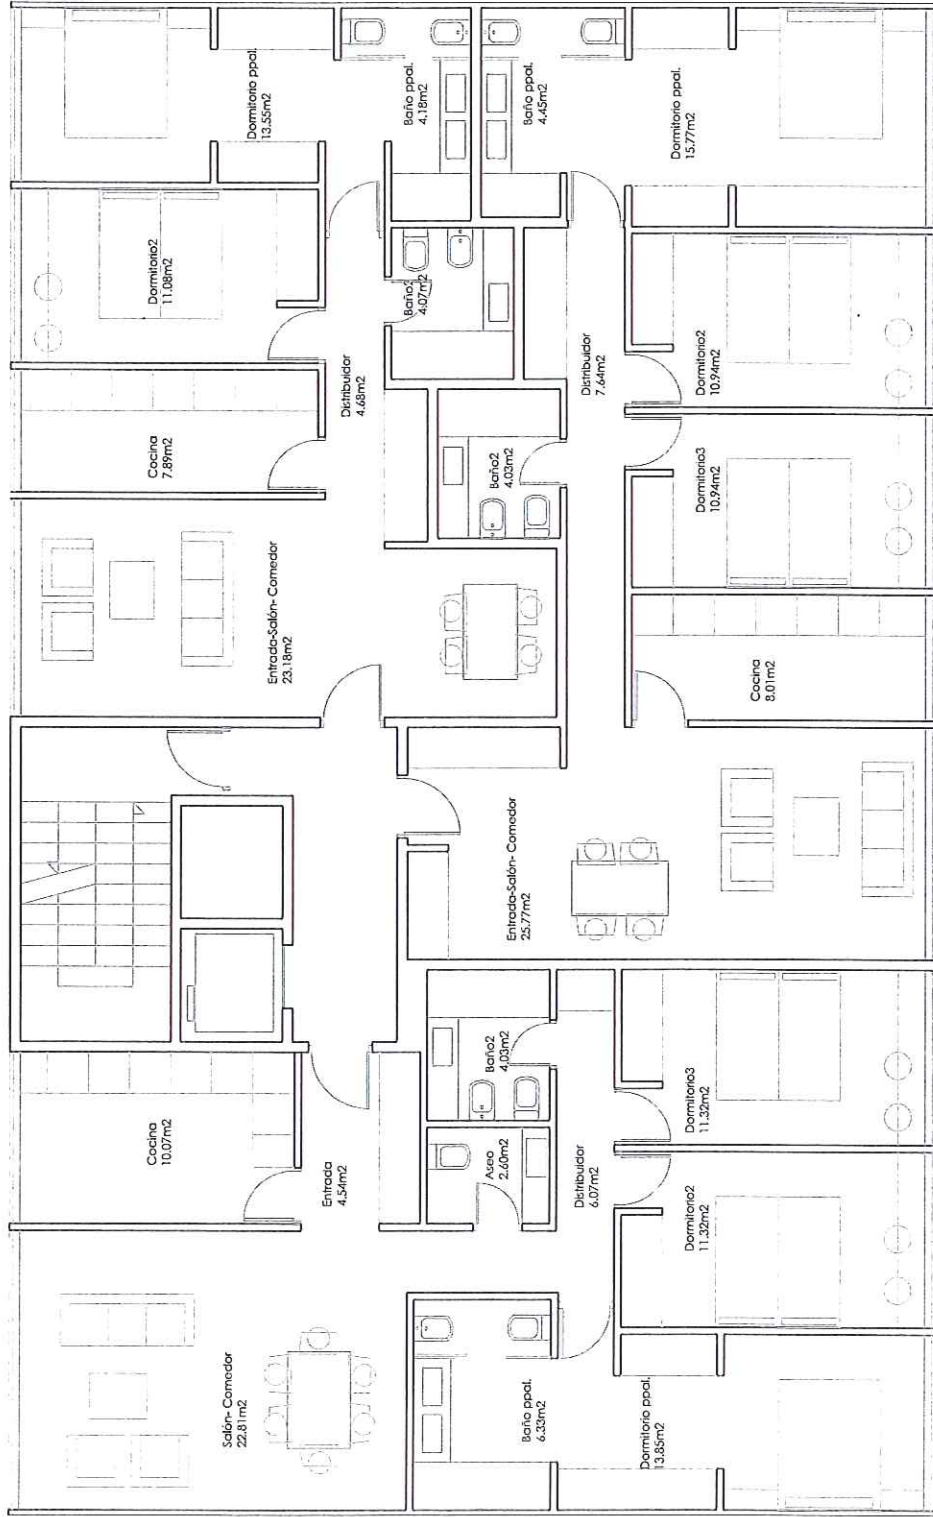 Dormitorio ppal.
13.55m2
Baño ppal.
4.18m2
Baño ppal.
4.45m2
Dormitorio ppal.
15.77m2
Dormitorio2
11.08m2
Baño2
4.07m2
Distribuidor
4.68m2
Distribuidor
7.64m2
Dormitorio2
10.94m2
Cocina
7.89m2
Baño2
4.03m2
Dormitorio3
10.94m2
Entrada-Salón- Comedor
23.18m2
Cocina
8.01m2
Entrada-Salón- Comedor
25.77m2
Cocina
10.07m2
Entrada
4.54m2
Baño2
4.03m2
Aseo
2.60m2
Distribuidor
6.07m2
Dormitorio3
11.32m2
Dormitorio2
11.32m2
Salón- Comedor
22.81m2
Baño ppal.
6.33m2
Dormitorio ppal.
13.85m2